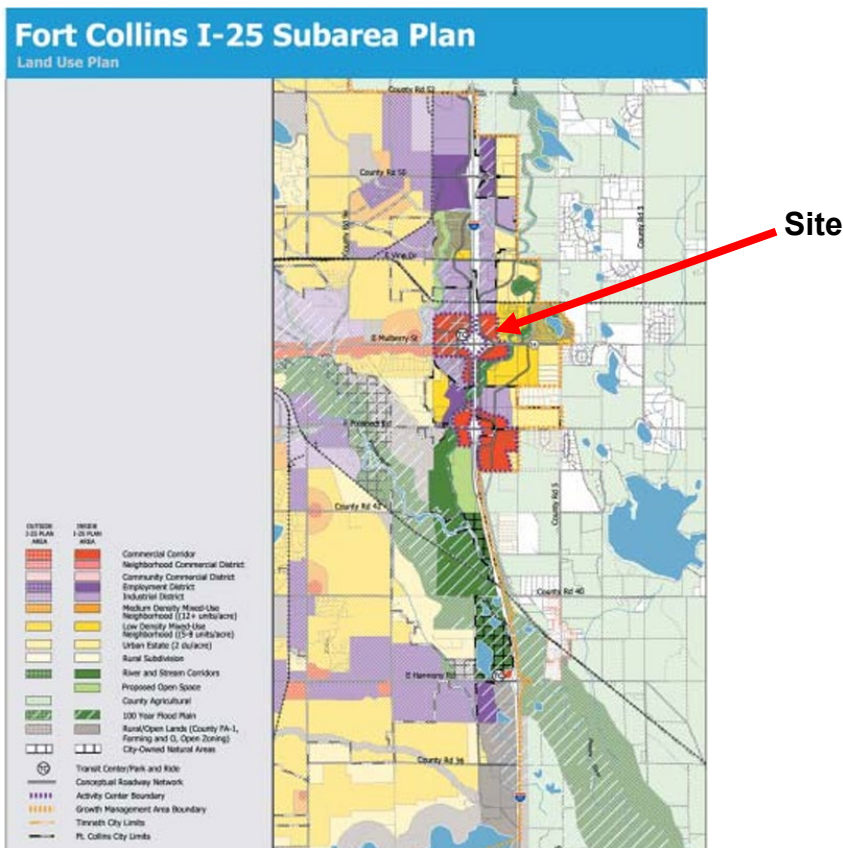 Fort Collins I-25 Subarea Plan
Land Use Plan
County Rd 52
County Rd 50
County Rd 3
E Vine Dr
Site
E Mulberry St
TC
E Prospect Rd
County Rd 42
County Rd 5
County Rd 40
E Harmony Rd
TC
County Rd 36
OUTSIDE I-25 PLAN AREA
INSIDE I-25 PLAN AREA
Commercial Corridor
Neighborhood Commercial District
Community Commercial District
Employment District
Industrial District
Medium Density Mixed-Use
Neighborhood ((12+ units/acre)
Low Density Mixed-Use
Neighborhood ((5-8 units/acre)
Urban Estate (2 du/acre)
Rural Subdivision
River and Stream Corridors
Proposed Open Space
County Agricultural
100 Year Flood Plain
Rural/Open Lands (County FA-1,
Farming and O, Open Zoning)
City-Owned Natural Areas
TC Transit Center/Park and Ride
Conceptual Roadway Network
Activity Center Boundary
Growth Management Area Boundary
Timnath City Limits
Ft. Collins City Limits